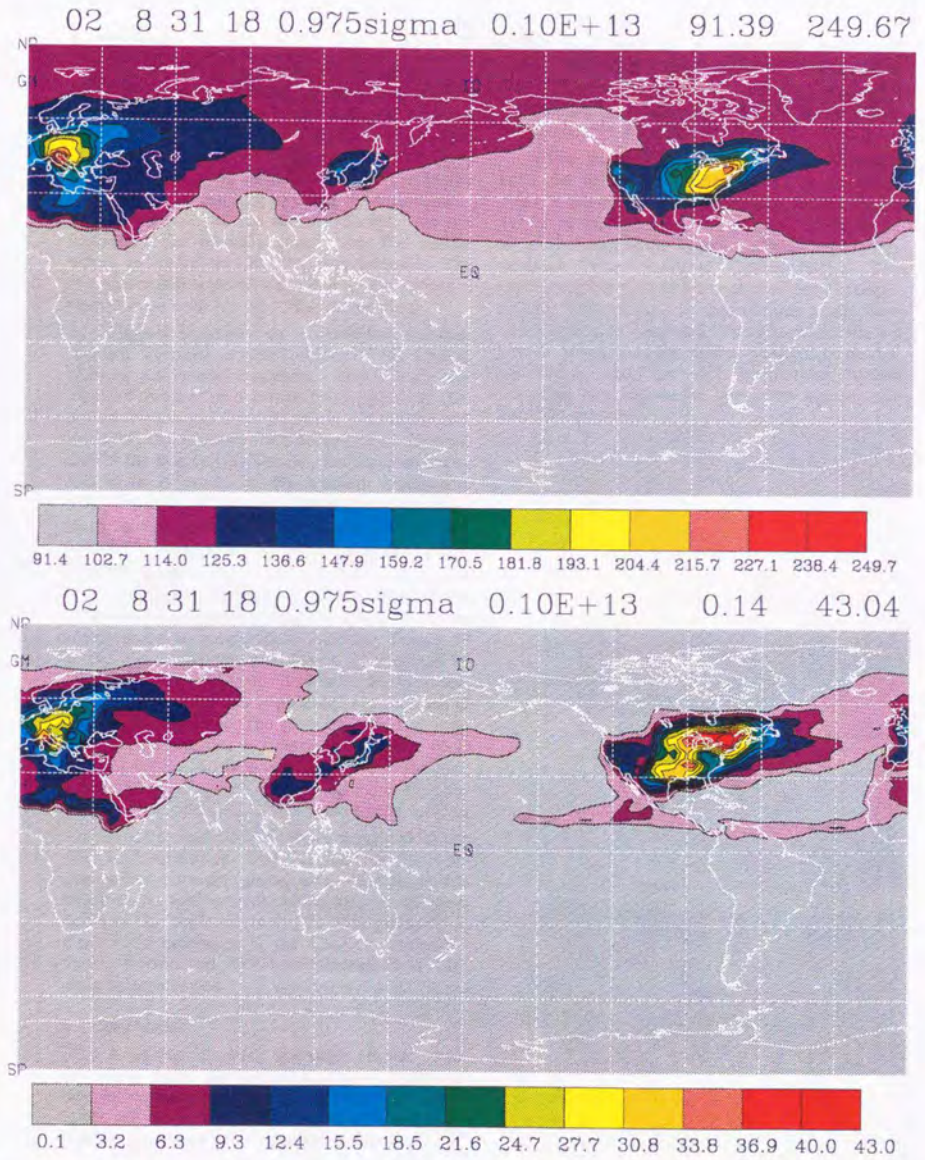 02 8 31 18 0.975sigma 0.10E+13 91.39 249.67
NP
GM
ID
EQ
SP
91.4 102.7 114.0 125.3 136.6 147.9 159.2 170.5 181.8 193.1 204.4 215.7 227.1 238.4 249.7
02 8 31 18 0.975sigma 0.10E+13 0.14 43.04
NP
GM
ID
EQ
SP
0.1 3.2 6.3 9.3 12.4 15.5 18.5 21.6 24.7 27.7 30.8 33.8 36.9 40.0 43.0